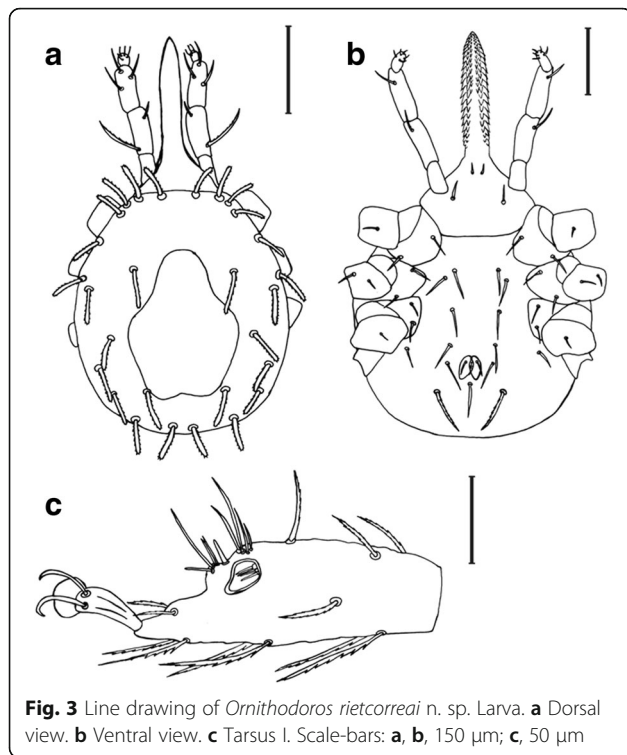 a
b
c
Fig. 3 Line drawing of Ornithodoros rietcorreai n. sp. Larva. a Dorsal
view. b Ventral view. c Tarsus I. Scale-bars: a, b, 150 μm; c, 50 μm